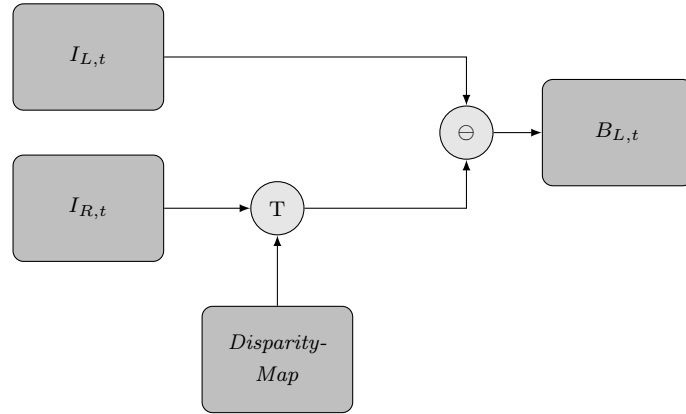 I_{L,t}
⊖
B_{L,t}
I_{R,t}
T
Disparity-
Map